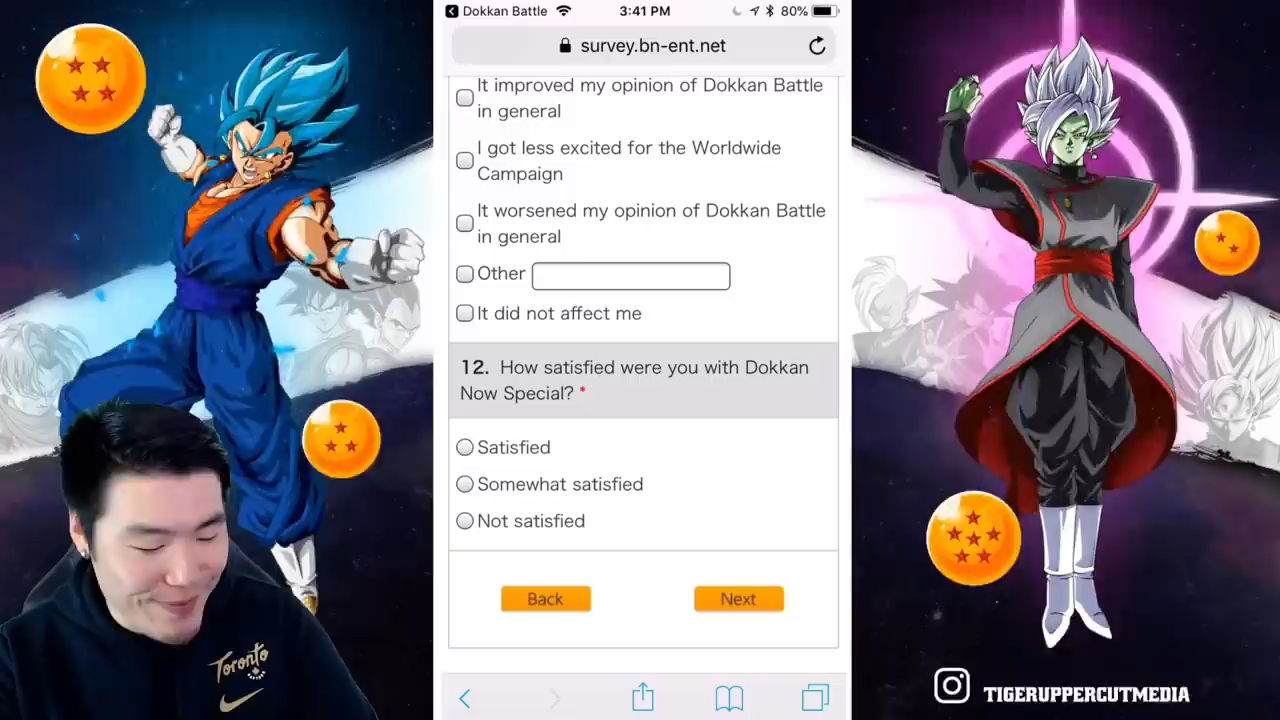 Dokkan Battle
3:41 PM
80%
survey.bn-ent.net
It improved my opinion of Dokkan Battle
in general
I got less excited for the Worldwide
Campaign
It worsened my opinion of Dokkan Battle
in general
Other
It did not affect me
12. How satisfied were you with Dokkan
Now Special? *
Satisfied
Somewhat satisfied
Not satisfied
Back
Next
Toronto
TIGERUPPERCUTMEDIA